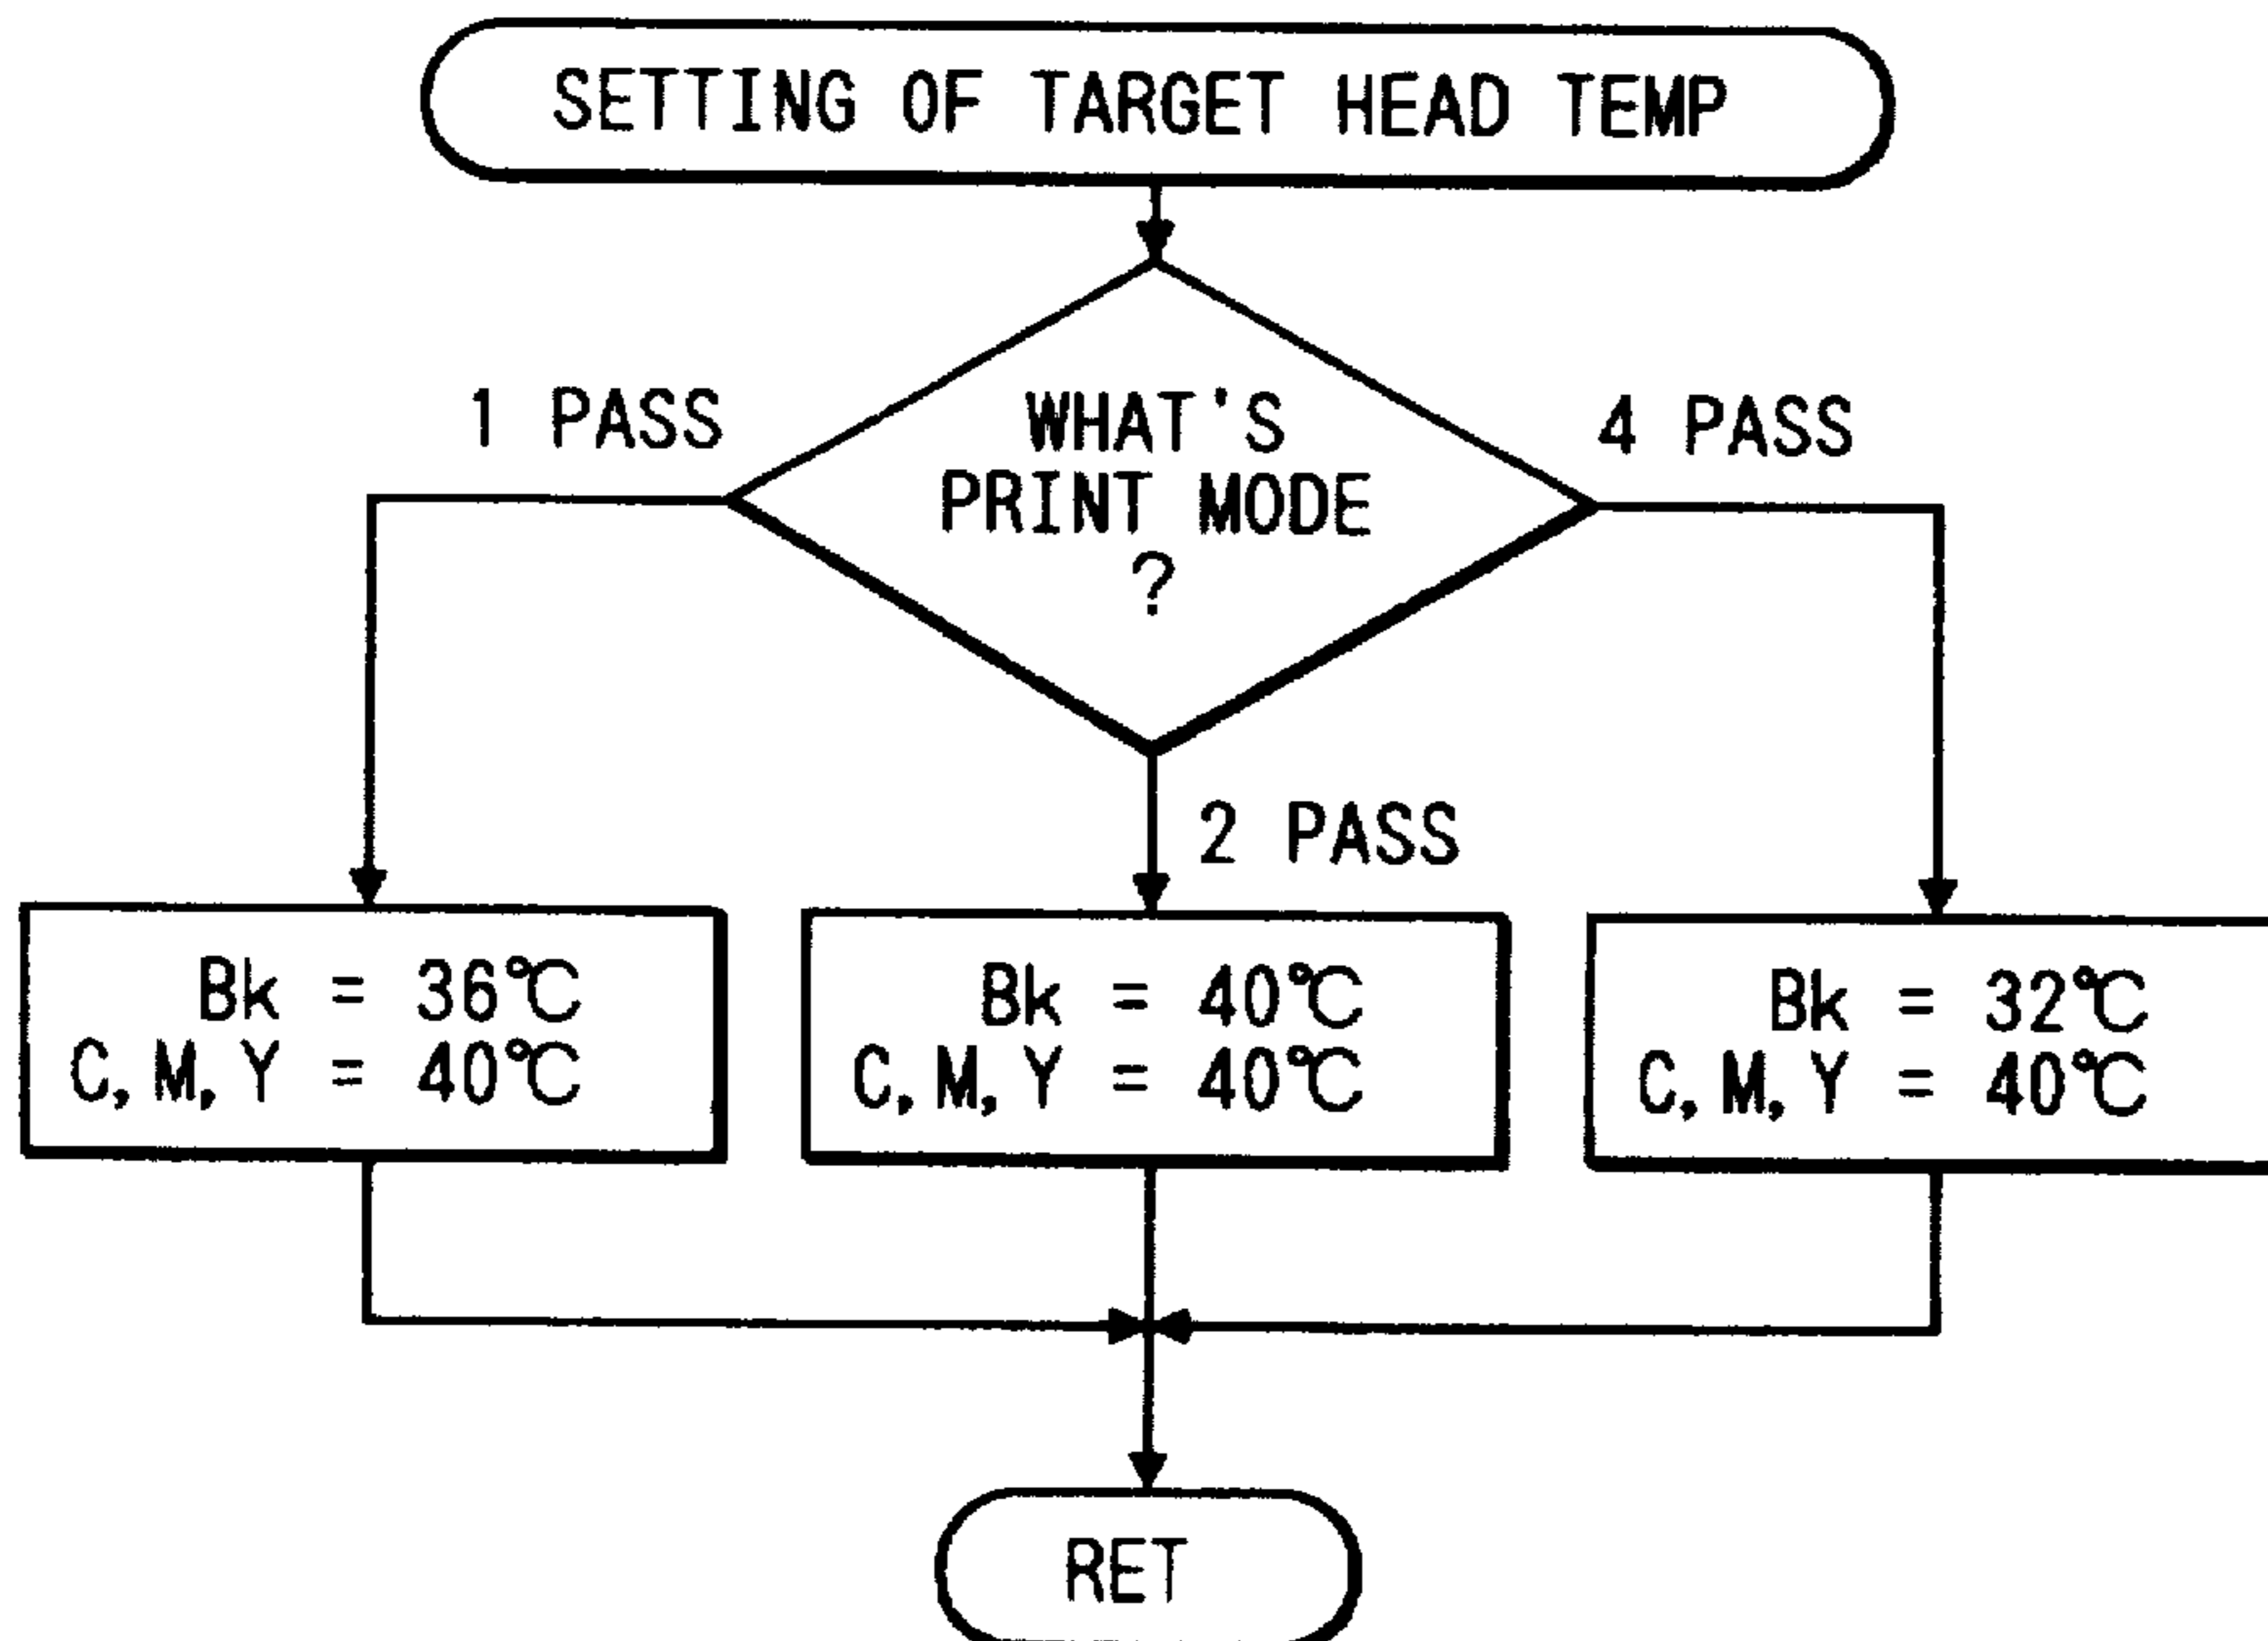 SETTING OF TARGET HEAD TEMP
WHAT'S
PRINT MODE
?
1 PASS
4 PASS
2 PASS
Bk = 36℃
C, M, Y = 40℃
Bk = 40℃
C, M, Y = 40℃
Bk = 32℃
C, M, Y = 40℃
RET